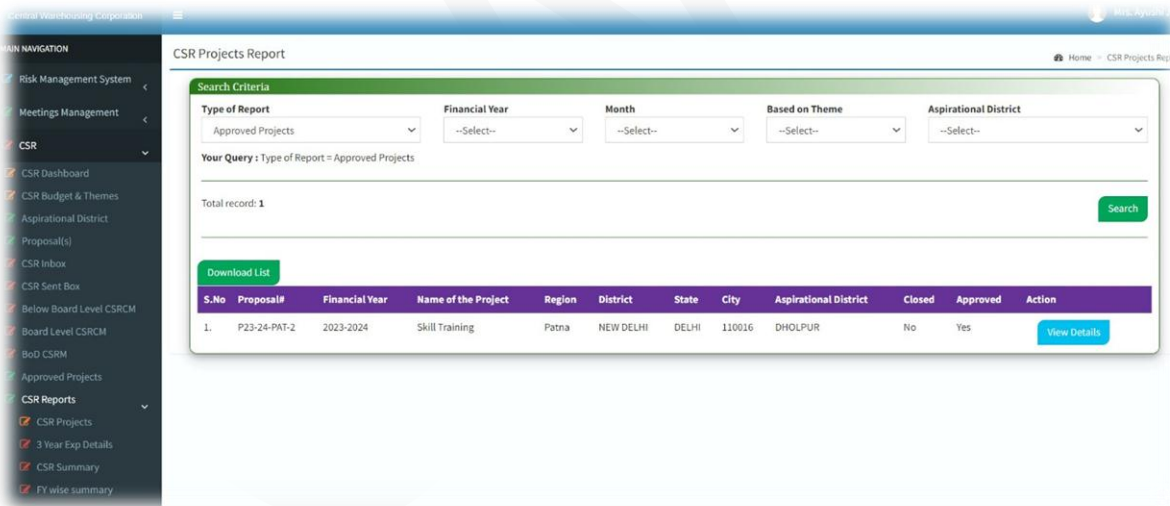 Central Warehousing Corporation
Mrs. Ayushi
MAIN NAVIGATION
CSR Projects Report
Home > CSR Projects Rep
Risk Management System
Meetings Management
CSR
CSR Dashboard
CSR Budget & Themes
Aspirational District
Proposal(s)
CSR Inbox
CSR Sent Box
Below Board Level CSRCM
Board Level CSRCM
BoD CSRM
Approved Projects
CSR Reports
CSR Projects
3 Year Exp Details
CSR Summary
FY wise summary
Search Criteria
Type of Report Financial Year Month Based on Theme Aspirational District
Approved Projects --Select-- --Select-- --Select-- --Select--
Your Query : Type of Report = Approved Projects
Total record: 1
Search
Download List
S.No Proposal# Financial Year Name of the Project Region District State City Aspirational District Closed Approved Action
1. P23-24-PAT-2 2023-2024 Skill Training Patna NEW DELHI DELHI 110016 DHOLPUR No Yes View Details